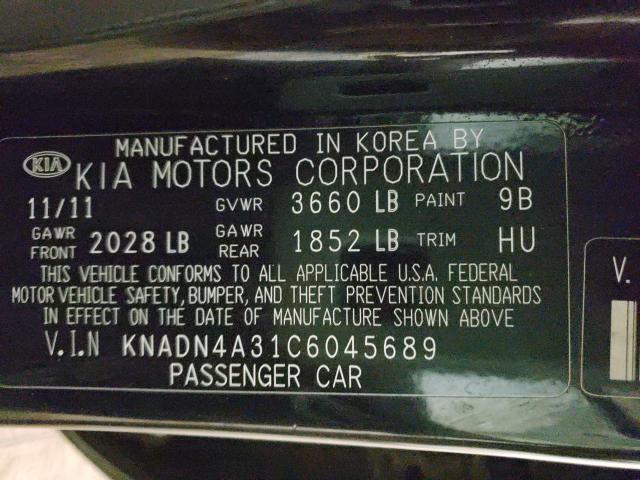 MANUFACTURED IN KOREA BY
KIA KIA MOTORS CORPORATION
11/11 GVWR 3660 LB PAINT 9B
GAWR FRONT 2028 LB GAWR REAR 1852 LB TRIM HU
THIS VEHICLE CONFORMS TO ALL APPLICABLE U.S.A. FEDERAL
MOTOR VEHICLE SAFETY, BUMPER, AND THEFT PREVENTION STANDARDS
IN EFFECT ON THE DATE OF MANUFACTURE SHOWN ABOVE
V.I.N KNADN4A31C6045689
PASSENGER CAR
V.